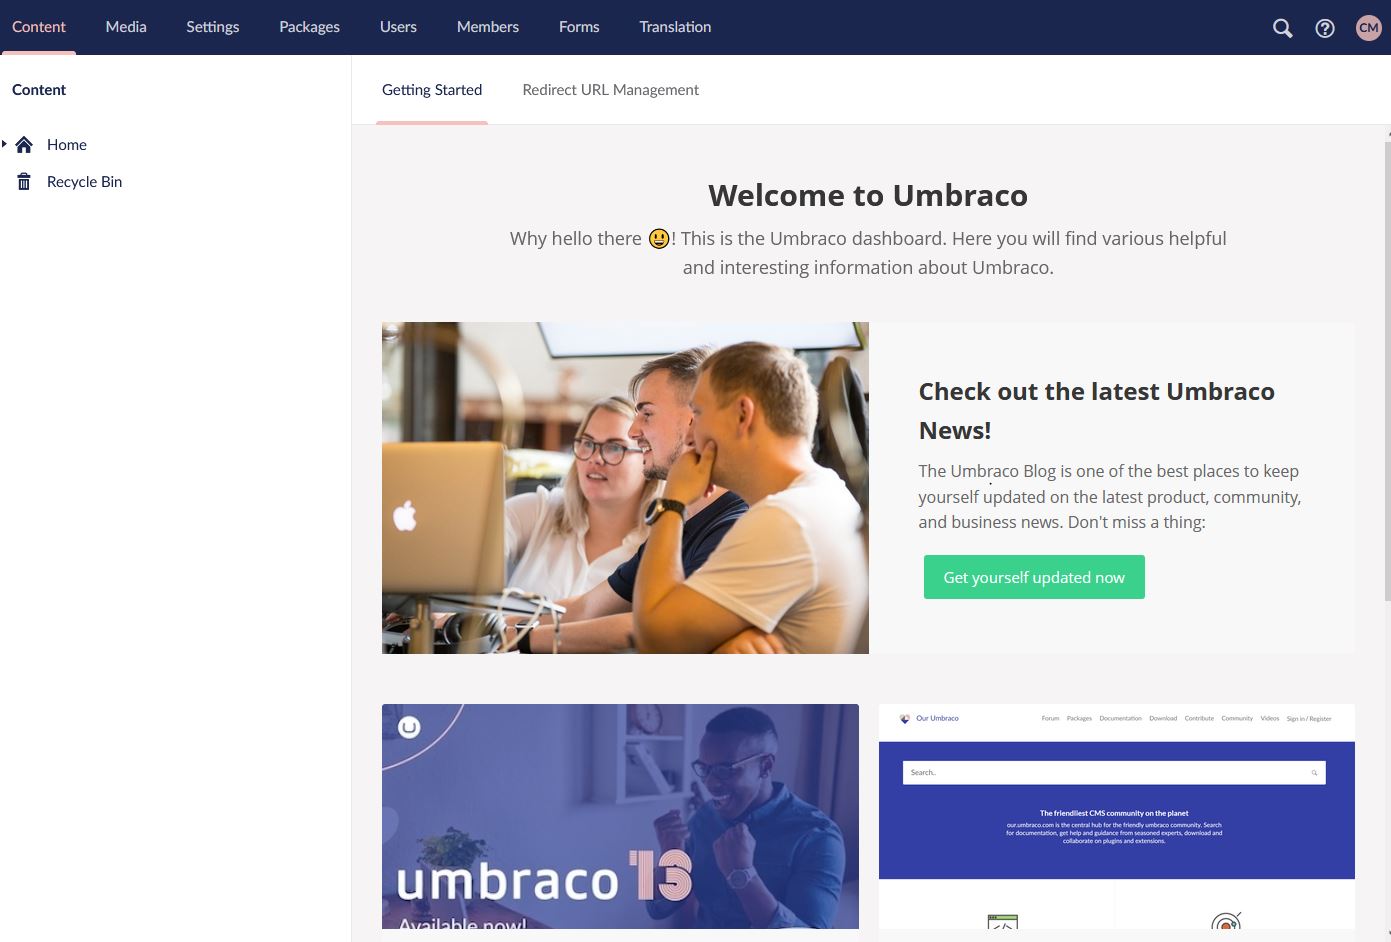 Content Media Settings Packages Users Members Forms Translation CM
Content
Home
Recycle Bin
Getting Started Redirect URL Management
Welcome to Umbraco
Why hello there 😃! This is the Umbraco dashboard. Here you will find various helpful
and interesting information about Umbraco.
Check out the latest Umbraco
News!
The Umbraco Blog is one of the best places to keep
yourself updated on the latest product, community,
and business news. Don't miss a thing:
Get yourself updated now
umbraco 13
Available now!
Our Umbraco Forum Packages Documentation Download Contribute Community Videos Sign in / Register
Search..
The friendliest CMS community on the planet
our.umbraco.com is the central hub for the friendly umbraco community. Search
for documentation, get help and guidance from seasoned experts, download and
collaborate on plugins and extensions.